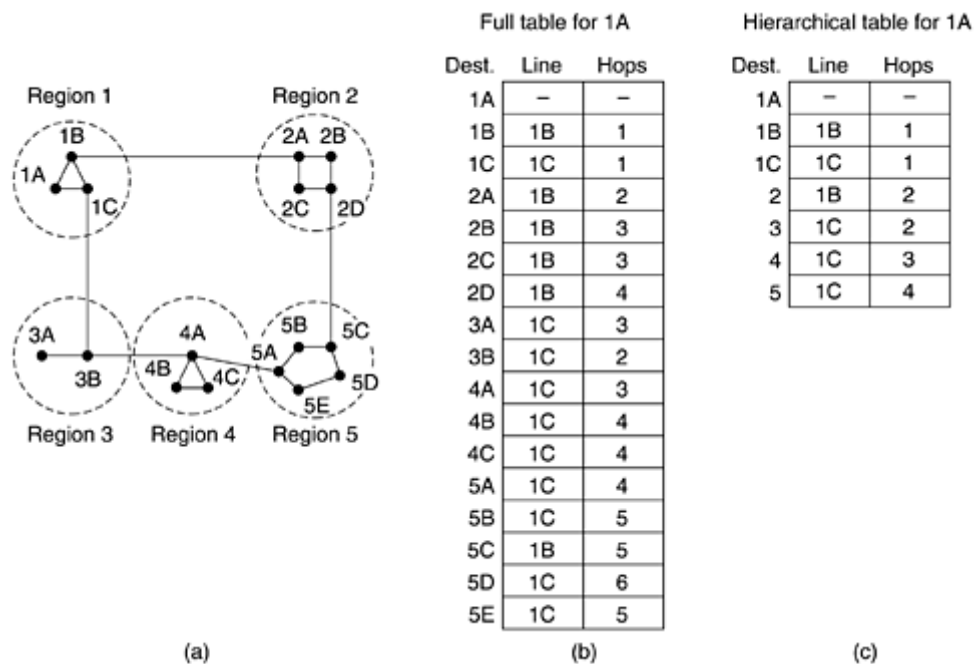 Region 1
Region 2
1B
2A 2B
1A
1C
2C
2D
3A
4A
5B
5C
5A
3B
4B
4C
5D
5E
Region 3
Region 4
Region 5
(a)
Full table for 1A
Dest. Line Hops
1A – –
1B 1B 1
1C 1C 1
2A 1B 2
2B 1B 3
2C 1B 3
2D 1B 4
3A 1C 3
3B 1C 2
4A 1C 3
4B 1C 4
4C 1C 4
5A 1C 4
5B 1C 5
5C 1B 5
5D 1C 6
5E 1C 5
(b)
Hierarchical table for 1A
Dest. Line Hops
1A – –
1B 1B 1
1C 1C 1
2 1B 2
3 1C 2
4 1C 3
5 1C 4
(c)